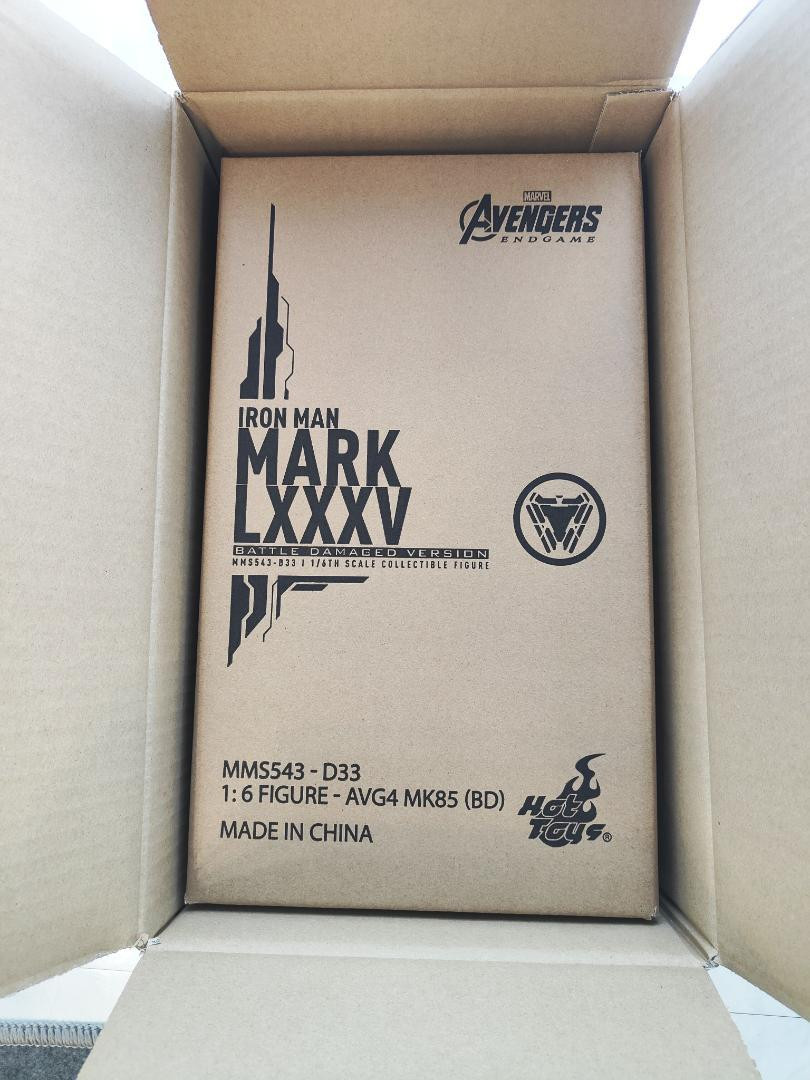 MARVEL
AVENGERS
ENDGAME
IRON MAN
MARK
LXXXV
BATTLE DAMAGED VERSION
MMS543-D33 | 1/6TH SCALE COLLECTIBLE FIGURE
MMS543 - D33
1: 6 FIGURE - AVG4 MK85 (BD)
MADE IN CHINA
Hot
Toys®